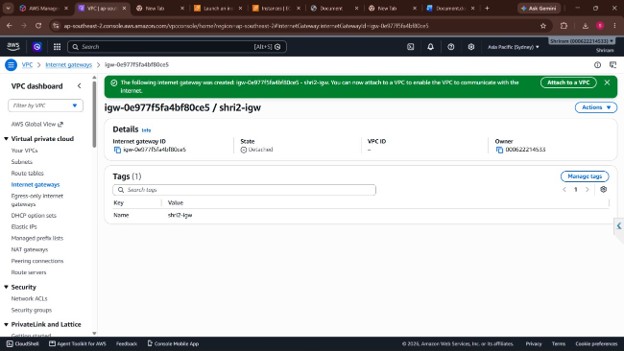 AWS Manag
VPC | ap-sout
New Tab
Launch an in
Instances | E
Document
New Tab
Document.c
Ask Gemini
ap-southeast-2.console.aws.amazon.com/vpcconsole/home?region=ap-southeast-2#InternetGateway:internetGatewayId=igw-0e977f5fa4bf80ce5
aws
Search
[Alt+S]
Asia Pacific (Sydney)
Shriram
VPC > Internet gateways > igw-0e977f5fa4bf80ce5
VPC dashboard
Filter by VPC
AWS Global View
Virtual private cloud
Your VPCs
Subnets
Route tables
Internet gateways
Egress-only internet
gateways
DHCP option sets
Elastic IPs
Managed prefix lists
NAT gateways
Peering connections
Route servers
Security
Network ACLs
Security groups
PrivateLink and Lattice
Getting started
The following internet gateway was created: igw-0e977f5fa4bf80ce5 - shri2-igw. You can now attach to a VPC to enable the VPC to communicate with the
internet.
Attach to a VPC
igw-0e977f5fa4bf80ce5 / shri2-igw
Actions
Details Info
Internet gateway ID
igw-0e977f5fa4bf80ce5
State
Detached
VPC ID
–
Owner
000622214533
Tags (1)
Manage tags
Search tags
1
Key Value
Name shri2-igw
CloudShell
Agent Toolkit for AWS
Feedback
Console Mobile App
© 2026, Amazon Web Services, Inc. or its affiliates.
Privacy
Terms
Cookie preferences